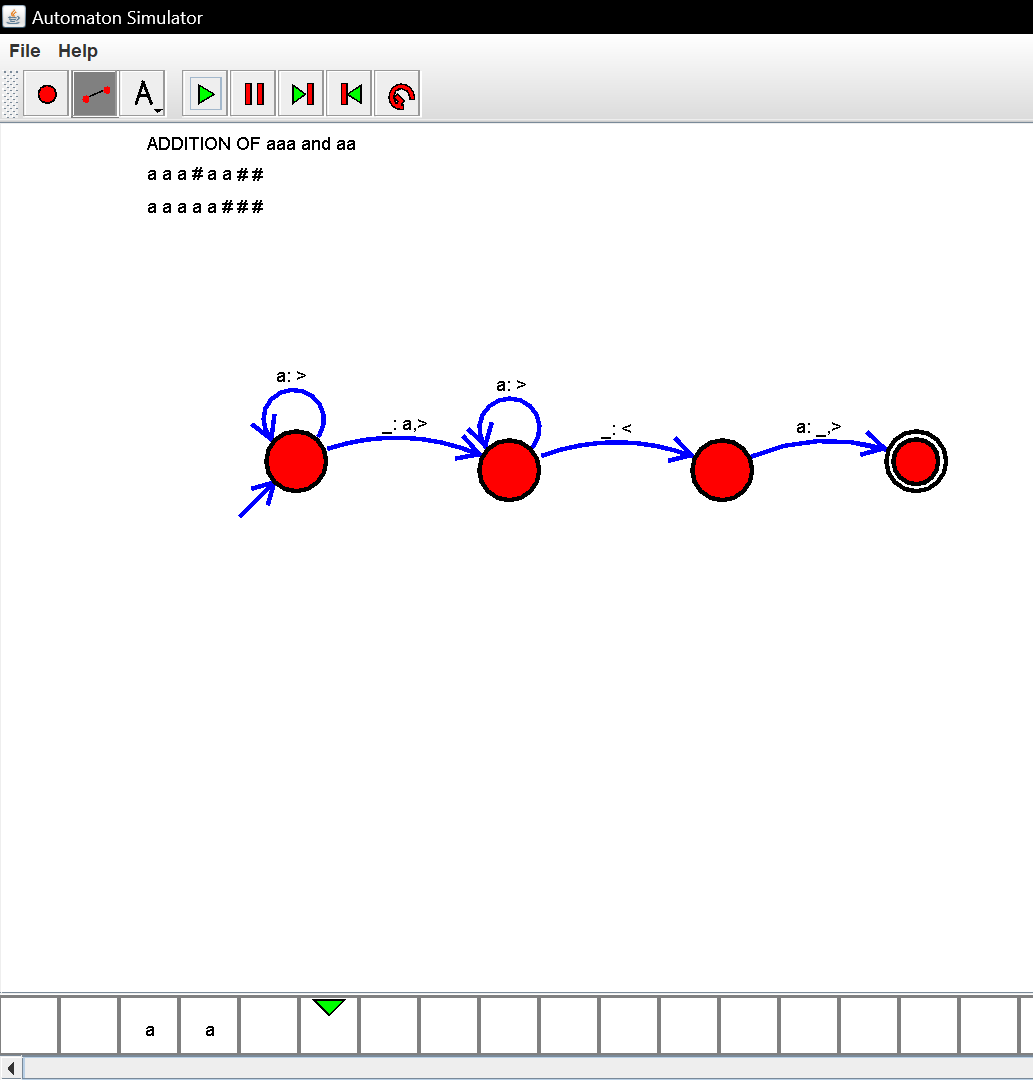 Automaton Simulator
File Help
A
ADDITION OF aaa and aa
a a a # a a # #
a a a a a # # #
a: >
a: >
_: a,>
_: <
a: _,>
a a